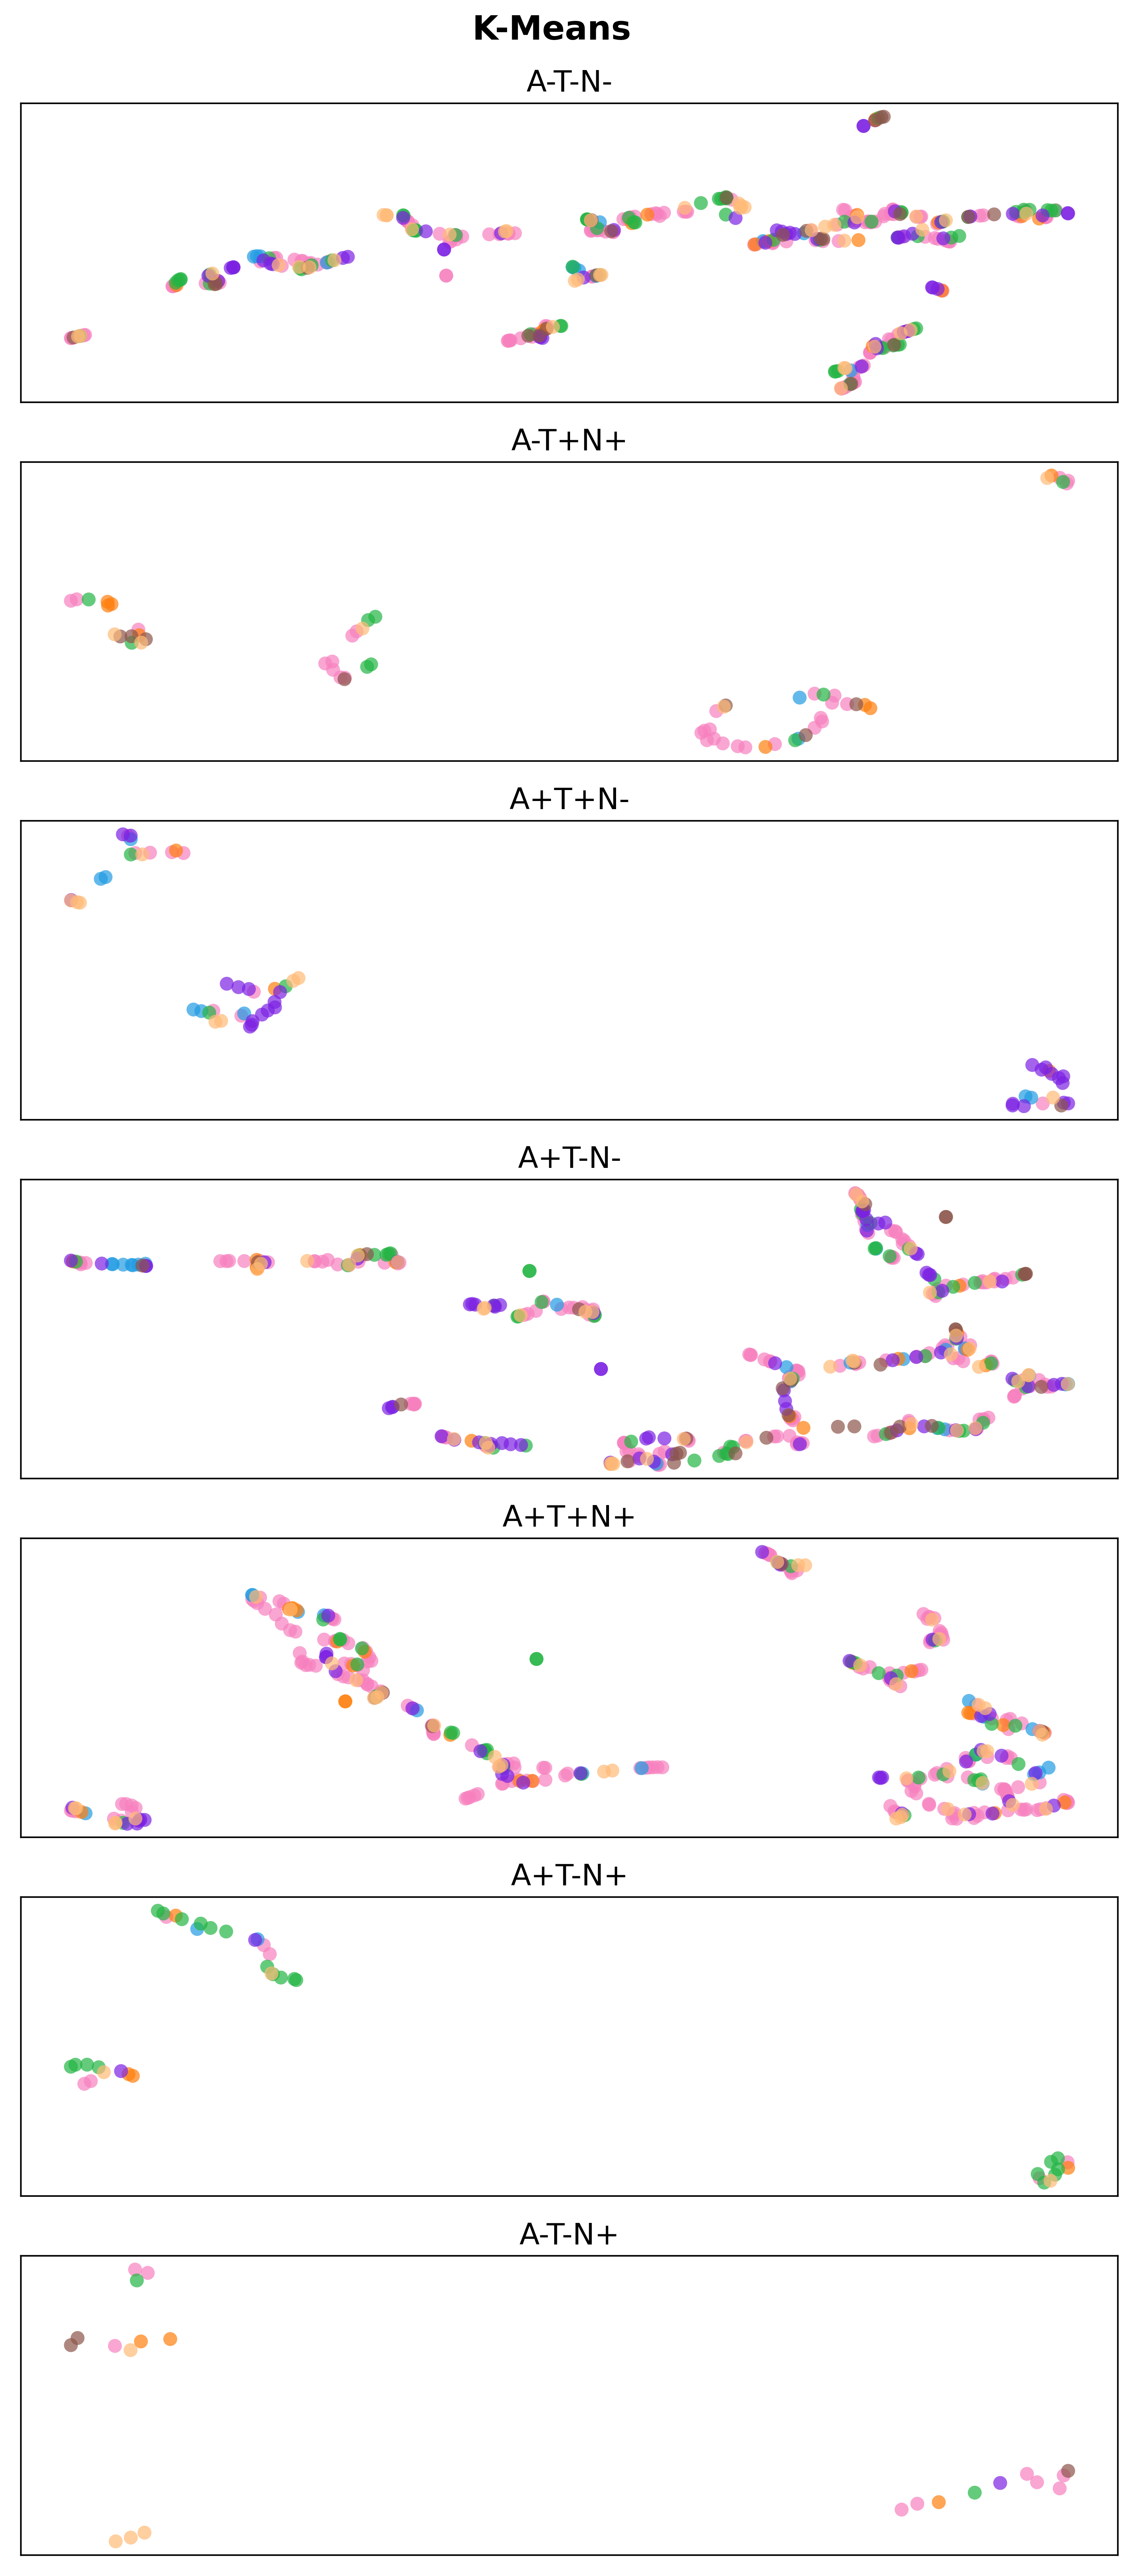 K-Means
A-T-N-
A-T+N+
A+T+N-
A+T-N-
A+T+N+
A+T-N+
A-T-N+